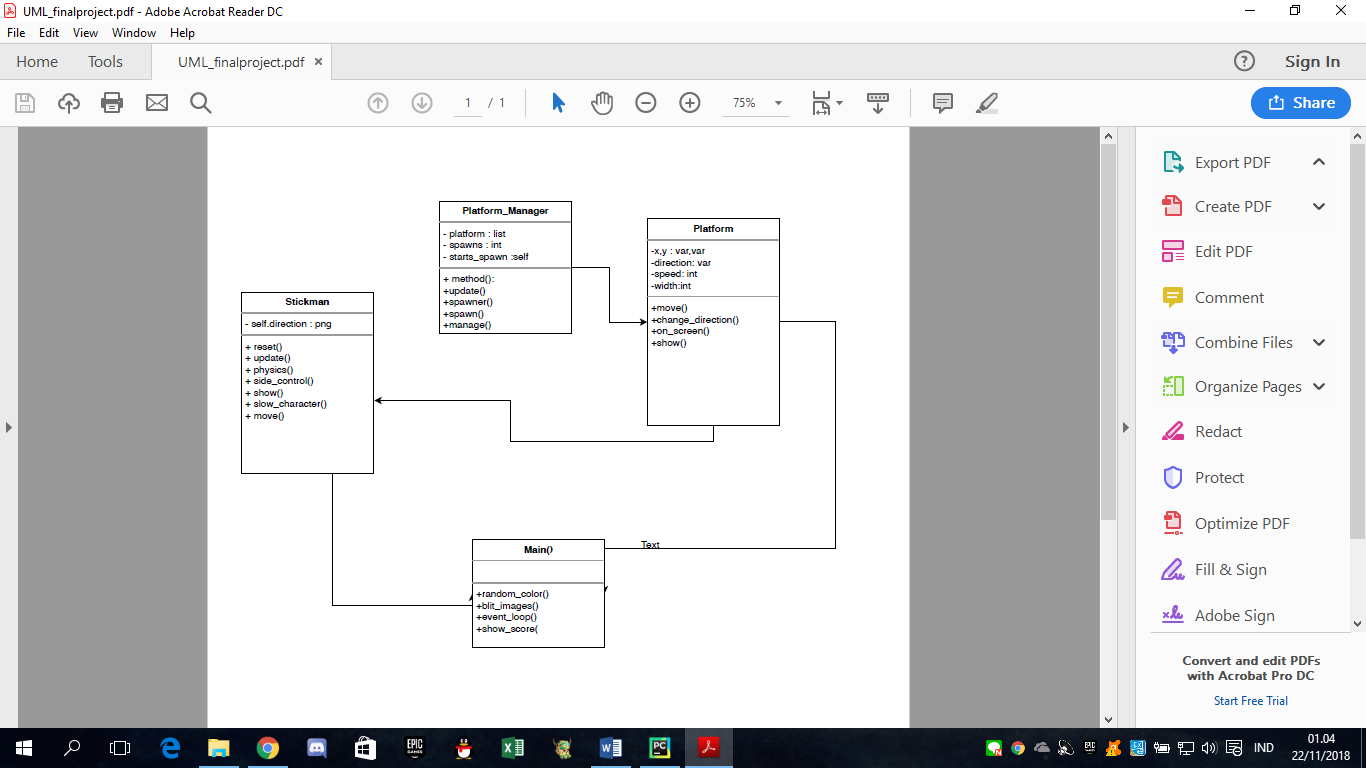 UML_finalproject.pdf - Adobe Acrobat Reader DC
File Edit View Window Help
Home Tools UML_finalproject.pdf × Sign In
1 / 1 75% Share
Platform_Manager
- platform : list
- spawns : int
- starts_spawn :self
+ method():
+update()
+spawner()
+spawn()
+manage()
Platform
-x,y : var,var
-direction: var
-speed: int
-width:int
+move()
+change_direction()
+on_screen()
+show()
Stickman
- self.direction : png
+ reset()
+ update()
+ physics()
+ side_control()
+ show()
+ slow_character()
+ move()
Text
Main()
+random_color()
+blit_images()
+event_loop()
+show_score(
Export PDF
Create PDF
Edit PDF
Comment
Combine Files
Organize Pages
Redact
Protect
Optimize PDF
Fill & Sign
Adobe Sign
Convert and edit PDFs
with Acrobat Pro DC
Start Free Trial
EPIC
GAMES
IND
01.04
22/11/2018